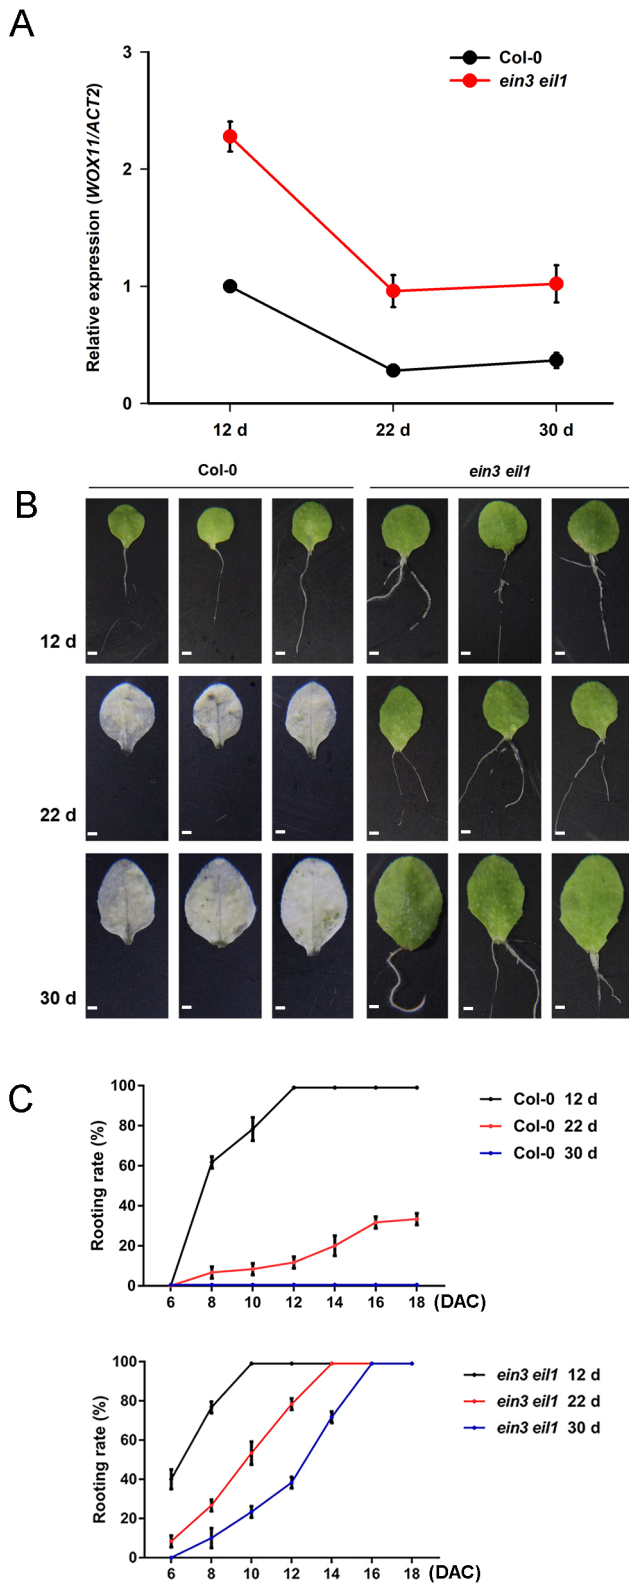 A
3
2
1
0
Relative expression (WOX11/ACT2)
Col-0
ein3 eil1
12 d 22 d 30 d
B
Col-0 ein3 eil1
12 d
22 d
30 d
C
100
80
60
40
20
0
Rooting rate (%)
6 8 10 12 14 16 18 (DAC)
Col-0 12 d
Col-0 22 d
Col-0 30 d
100
80
60
40
20
0
Rooting rate (%)
6 8 10 12 14 16 18 (DAC)
ein3 eil1 12 d
ein3 eil1 22 d
ein3 eil1 30 d